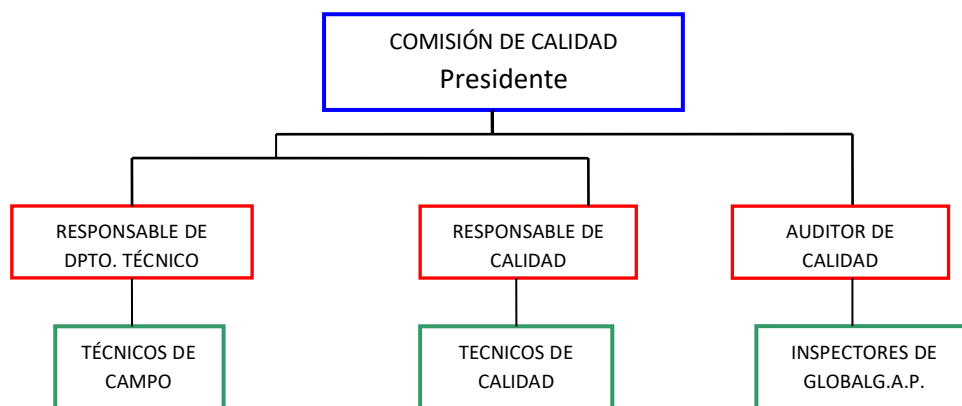 COMISIÓN DE CALIDAD
Presidente
RESPONSABLE DE
DPTO. TÉCNICO
RESPONSABLE DE
CALIDAD
AUDITOR DE
CALIDAD
TÉCNICOS DE
CAMPO
TECNICOS DE
CALIDAD
INSPECTORES DE
GLOBALG.A.P.